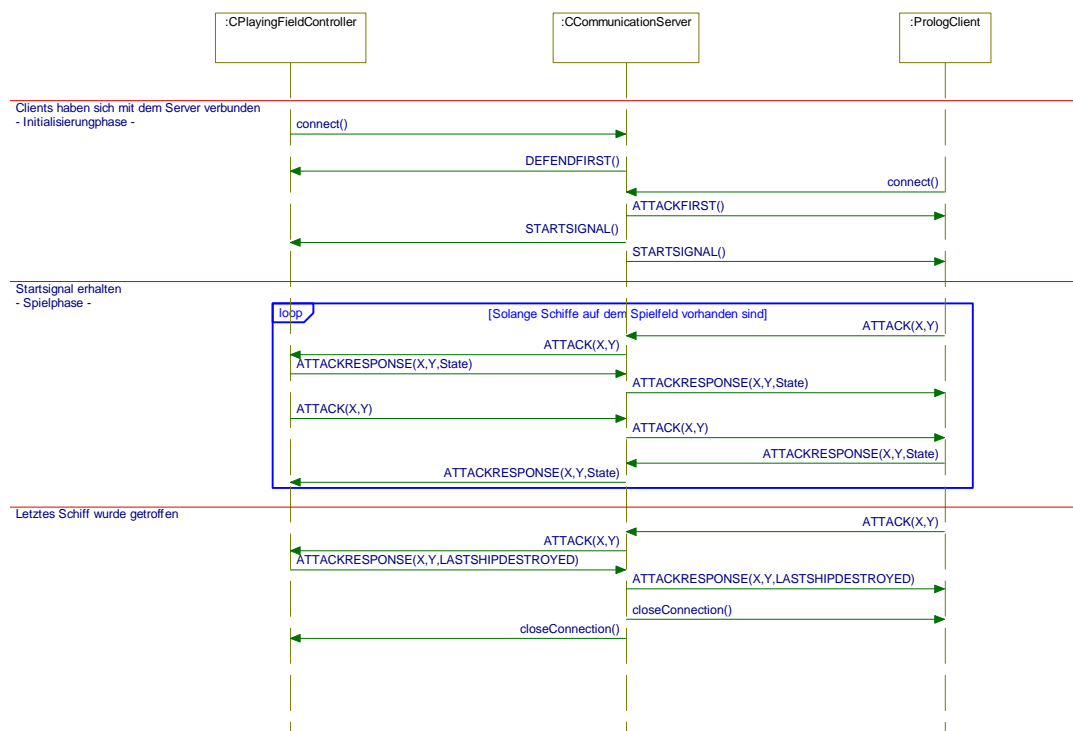 :CPlayingFieldController
:CCommunicationServer
:PrologClient
Clients haben sich mit dem Server verbunden
- Initialisierungphase -
connect()
DEFENDFIRST()
connect()
ATTACKFIRST()
STARTSIGNAL()
STARTSIGNAL()
Startsignal erhalten
- Spielphase -
loop
[Solange Schiffe auf dem Spielfeld vorhanden sind]
ATTACK(X,Y)
ATTACK(X,Y)
ATTACKRESPONSE(X,Y,State)
ATTACKRESPONSE(X,Y,State)
ATTACK(X,Y)
ATTACK(X,Y)
ATTACKRESPONSE(X,Y,State)
ATTACKRESPONSE(X,Y,State)
Letztes Schiff wurde getroffen
ATTACK(X,Y)
ATTACK(X,Y)
ATTACKRESPONSE(X,Y,LASTSHIPDESTROYED)
ATTACKRESPONSE(X,Y,LASTSHIPDESTROYED)
closeConnection()
closeConnection()